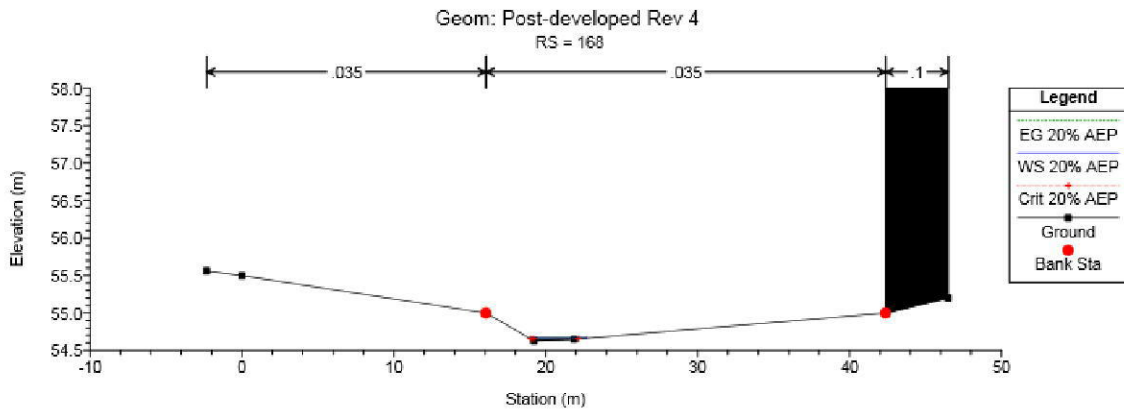 Geom: Post-developed Rev 4
RS = 168
.035 .035 .1
58.0
57.5
57.0
56.5
56.0
55.5
55.0
54.5
Elevation (m)
-10 0 10 20 30 40 50
Station (m)
Legend
EG 20% AEP
WS 20% AEP
Crit 20% AEP
Ground
Bank Sta